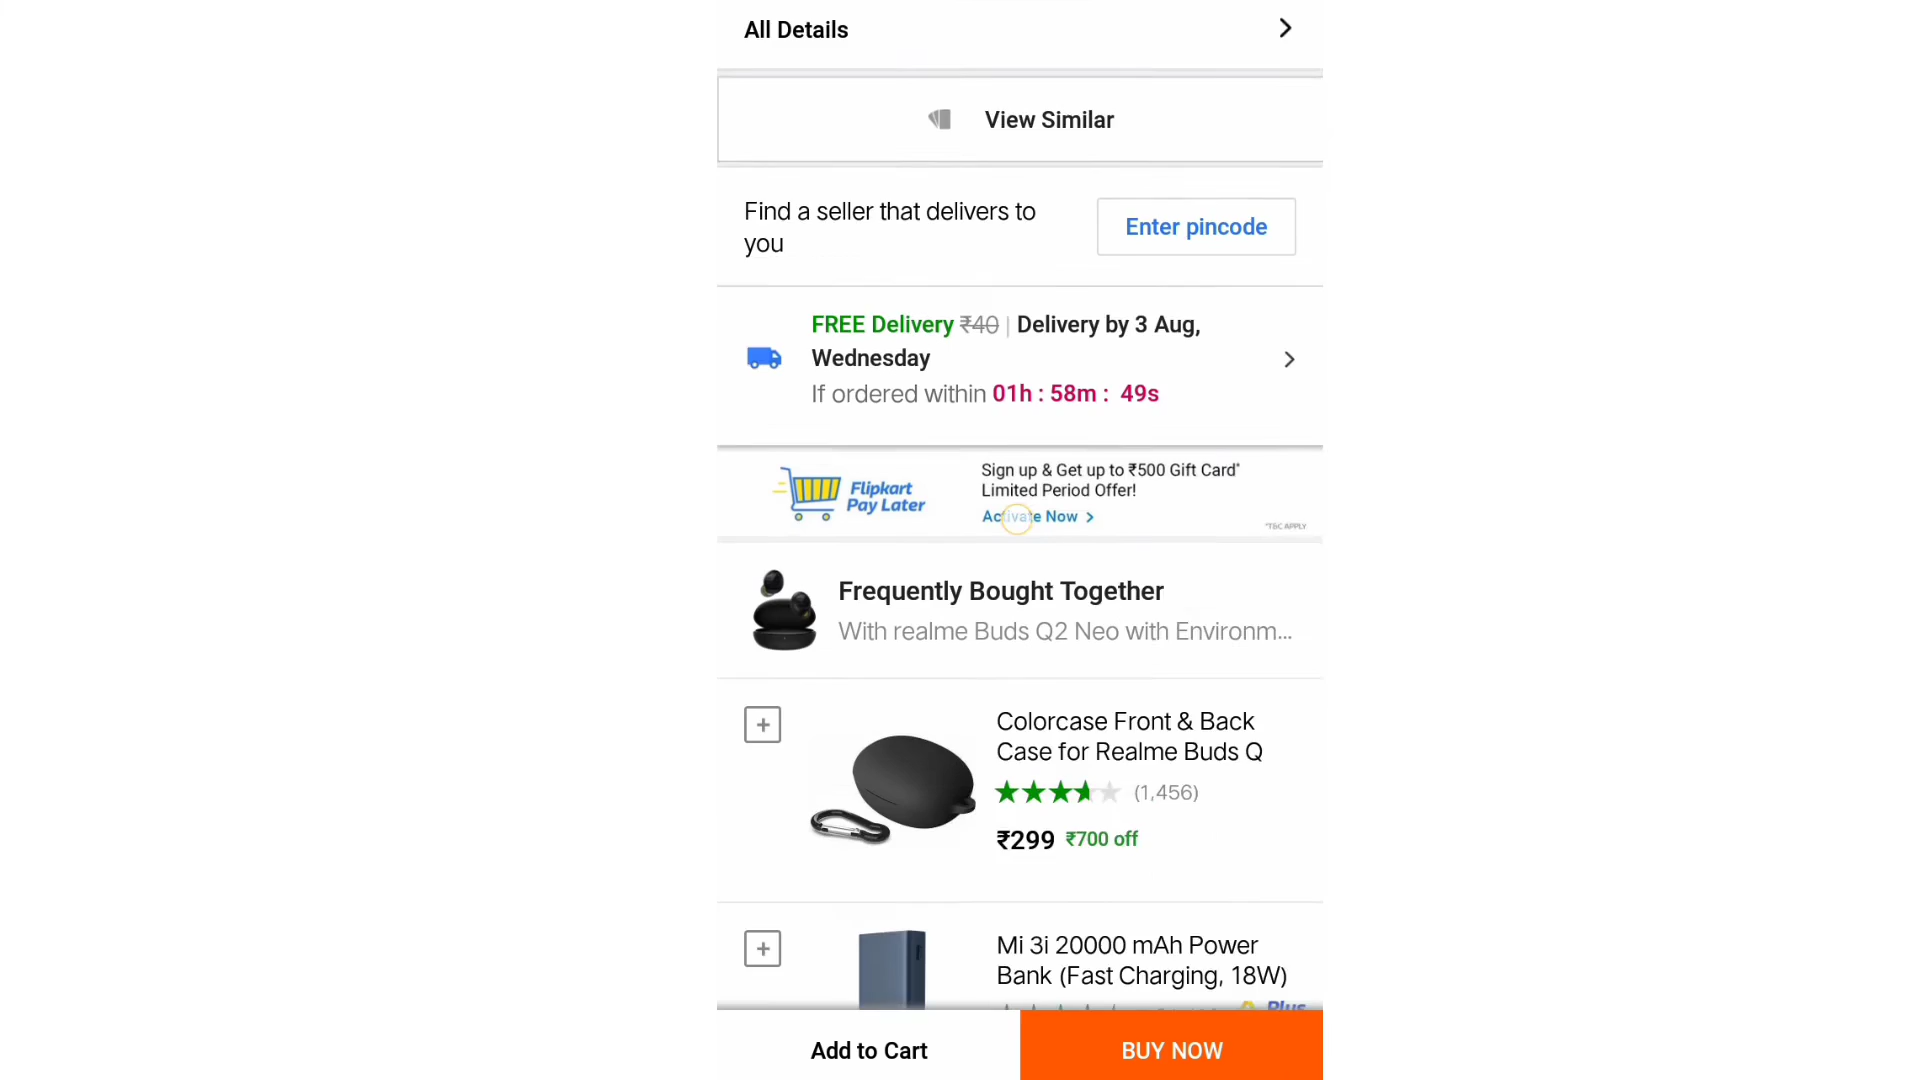 All Details
View Similar
Find a seller that delivers to
you
Enter pincode
FREE Delivery ₹40 | Delivery by 3 Aug,
Wednesday
If ordered within 01h : 58m : 49s
Flipkart
Pay Later
Sign up & Get up to ₹500 Gift Card*
Limited Period Offer!
Activate Now >
*T&C APPLY
Frequently Bought Together
With realme Buds Q2 Neo with Environm...
Colorcase Front & Back
Case for Realme Buds Q
(1,456)
₹299 ₹700 off
Mi 3i 20000 mAh Power
Bank (Fast Charging, 18W)
Plus
Add to Cart
BUY NOW